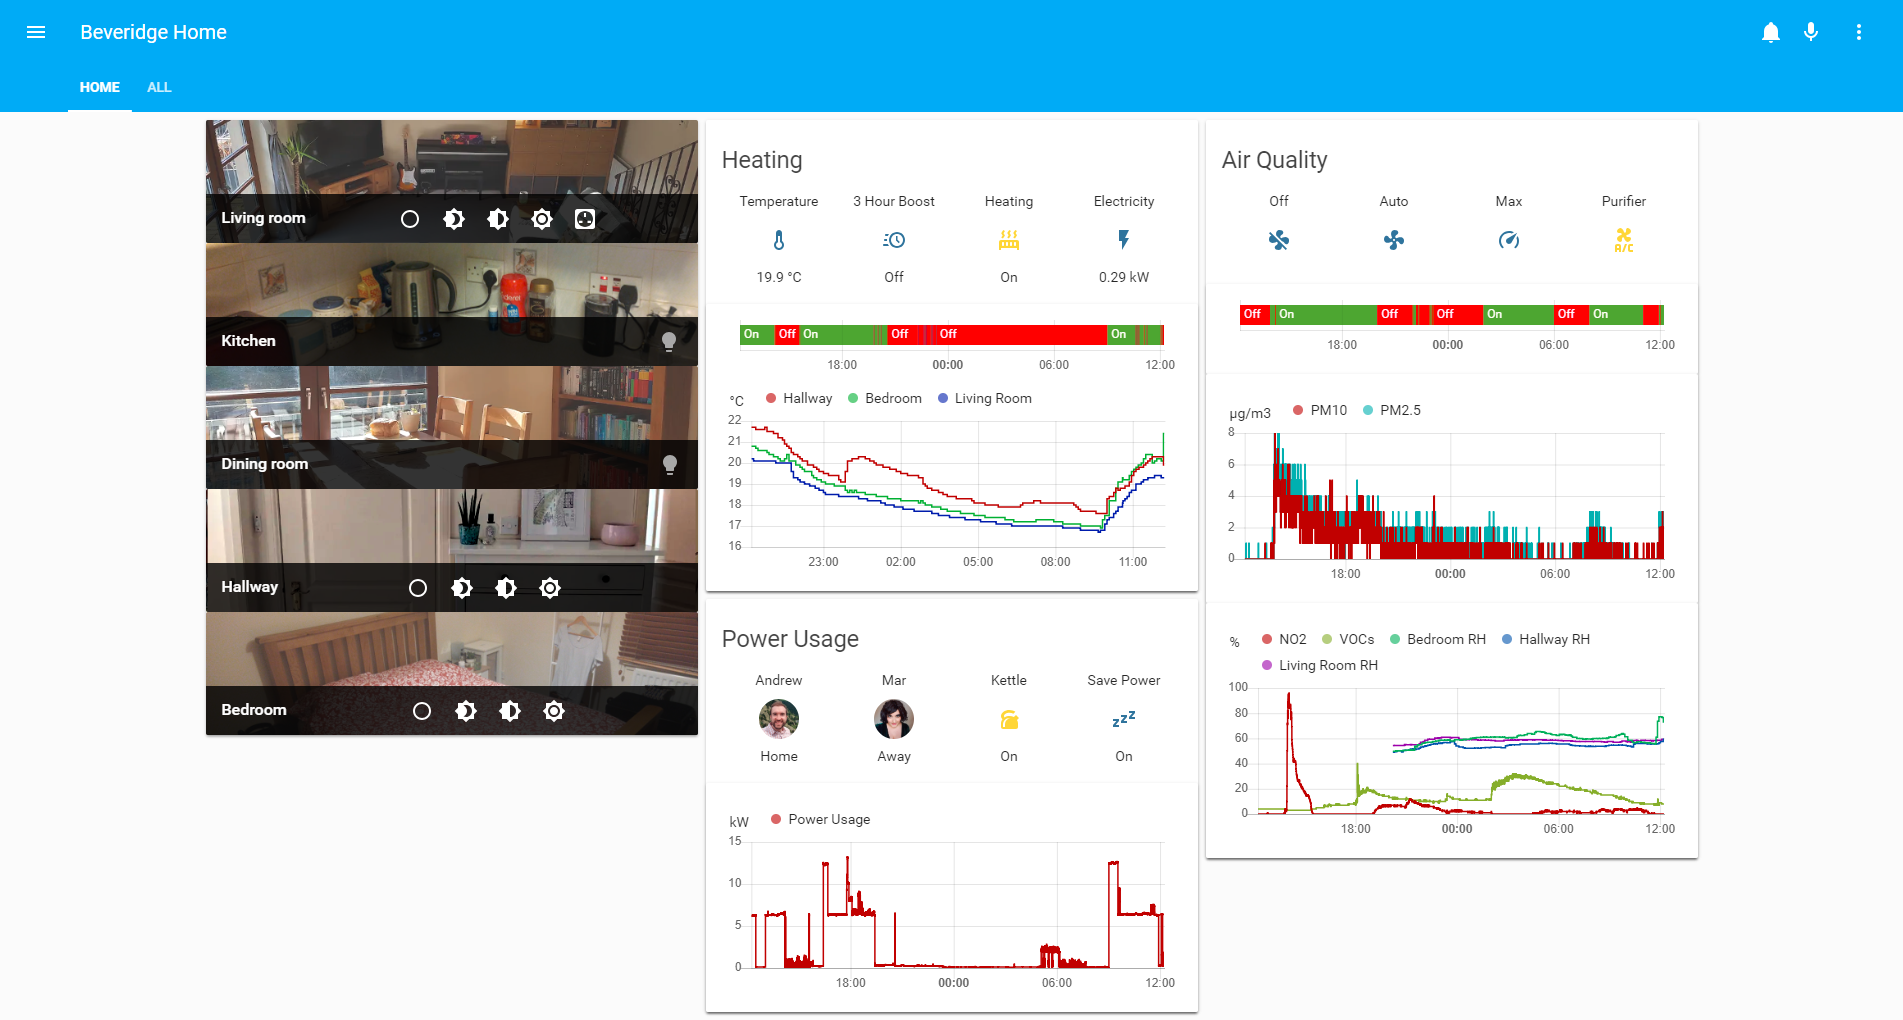 Beveridge Home
HOME ALL
Living room
Kitchen
Dining room
Hallway
Bedroom
Heating
Temperature 3 Hour Boost Heating Electricity
19.9 °C Off On 0.29 kW
On Off On Off Off On
18:00 00:00 06:00 12:00
°C Hallway Bedroom Living Room
22
21
20
19
18
17
16
23:00 02:00 05:00 08:00 11:00
Power Usage
Andrew Mar Kettle Save Power
Home Away On On
kW Power Usage
15
10
5
0
18:00 00:00 06:00 12:00
Air Quality
Off Auto Max Purifier
A/C
Off On Off Off On Off On
18:00 00:00 06:00 12:00
µg/m3 PM10 PM2.5
8
6
4
2
0
18:00 00:00 06:00 12:00
% NO2 VOCs Bedroom RH Hallway RH
Living Room RH
100
80
60
40
20
0
18:00 00:00 06:00 12:00